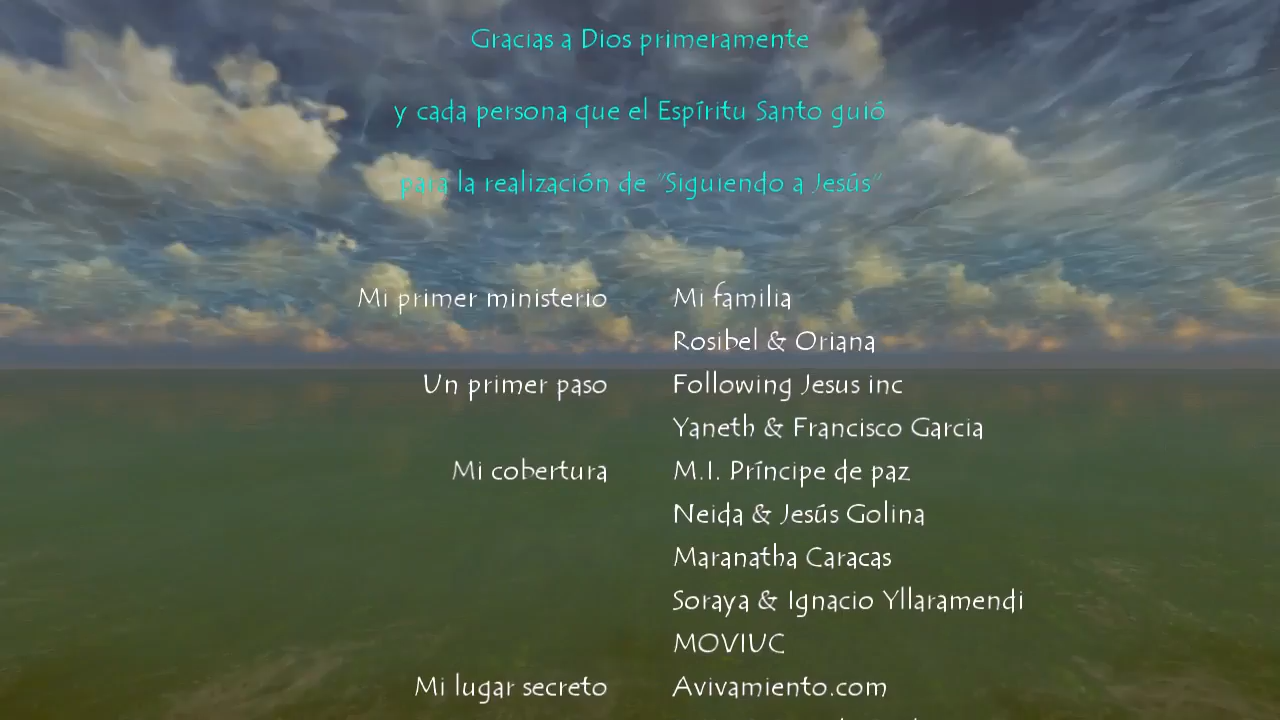 Gracias a Dios primeramente
y cada persona que el Espíritu Santo guió
para la realización de "Siguiendo a Jesús"
Mi primer ministerio Mi familia
Rosibel & Oriana
Un primer paso Following Jesus inc
Yaneth & Francisco Garcia
Mi cobertura M.I. Príncipe de paz
Neida & Jesús Golina
Maranatha Caracas
Soraya & Ignacio Yllaramendi
MOVIUC
Mi lugar secreto Avivamiento.com